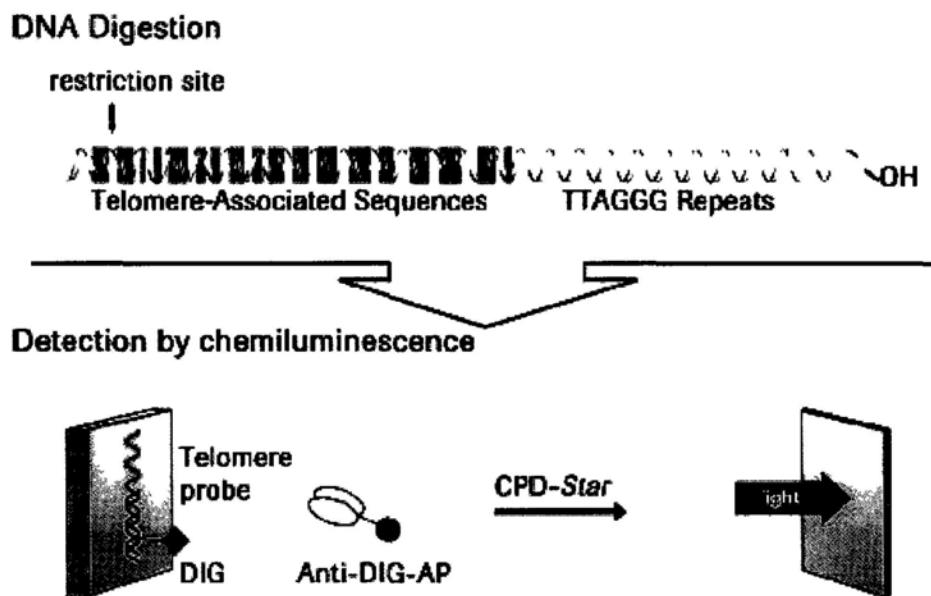 DNA Digestion
restriction site
OH
Telomere-Associated Sequences TTAGGG Repeats
Detection by chemiluminescence
Telomere
probe
CPD-Star
light
DIG
Anti-DIG-AP